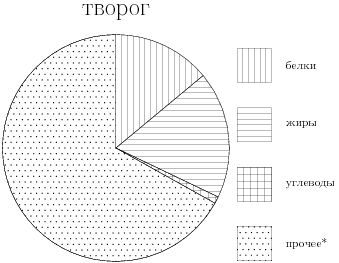 творог
белки
жиры
углеводы
прочее*